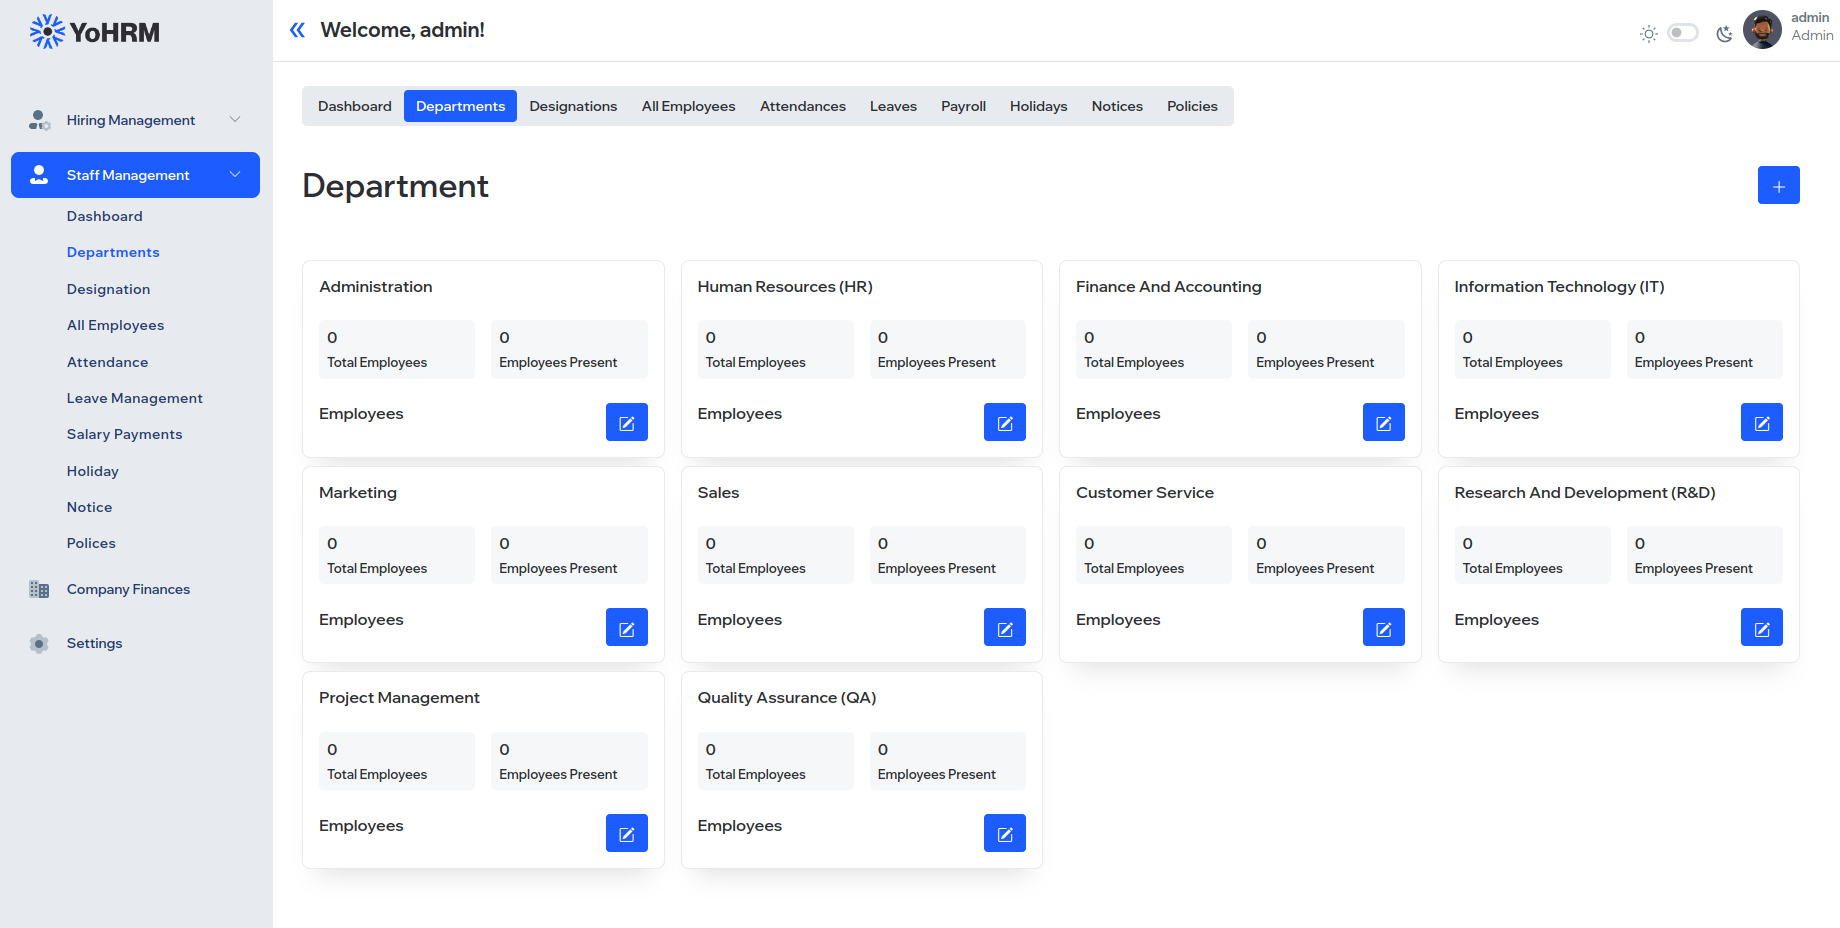 YoHRM
Welcome, admin!
admin
Admin
Hiring Management
Staff Management
Dashboard
Departments
Designation
All Employees
Attendance
Leave Management
Salary Payments
Holiday
Notice
Polices
Company Finances
Settings
Dashboard Departments Designations All Employees Attendances Leaves Payroll Holidays Notices Policies
Department
+
Administration
0 0
Total Employees Employees Present
Employees
Human Resources (HR)
0 0
Total Employees Employees Present
Employees
Finance And Accounting
0 0
Total Employees Employees Present
Employees
Information Technology (IT)
0 0
Total Employees Employees Present
Employees
Marketing
0 0
Total Employees Employees Present
Employees
Sales
0 0
Total Employees Employees Present
Employees
Customer Service
0 0
Total Employees Employees Present
Employees
Research And Development (R&D)
0 0
Total Employees Employees Present
Employees
Project Management
0 0
Total Employees Employees Present
Employees
Quality Assurance (QA)
0 0
Total Employees Employees Present
Employees